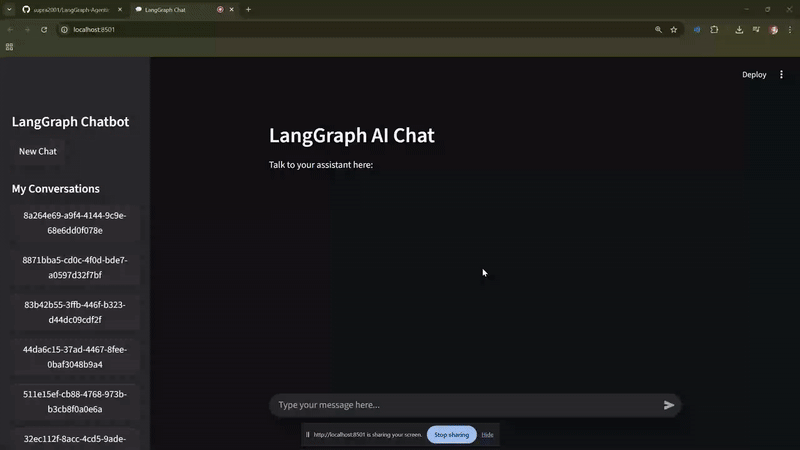 uapra2001/LangGraph-Agento
LangGraph Chat
localhost:8501
Deploy
LangGraph Chatbot
New Chat
My Conversations
8a264e69-a9f4-4144-9c9e-
68e6dd0f078e
8871bba5-cd0c-4f0d-bde7-
a0597d32f7bf
83b42b55-3ffb-446f-b323-
d44dc09cdf2f
44da6c15-37ad-4467-8fee-
0baf3048b9a4
511e15ef-cb88-4768-973b-
b3cb8f0a0e6a
32ec112f-8acc-4cd5-9ade-
LangGraph AI Chat
Talk to your assistant here:
Type your message here...
http://localhost:8501 is sharing your screen.
Stop sharing
Hide